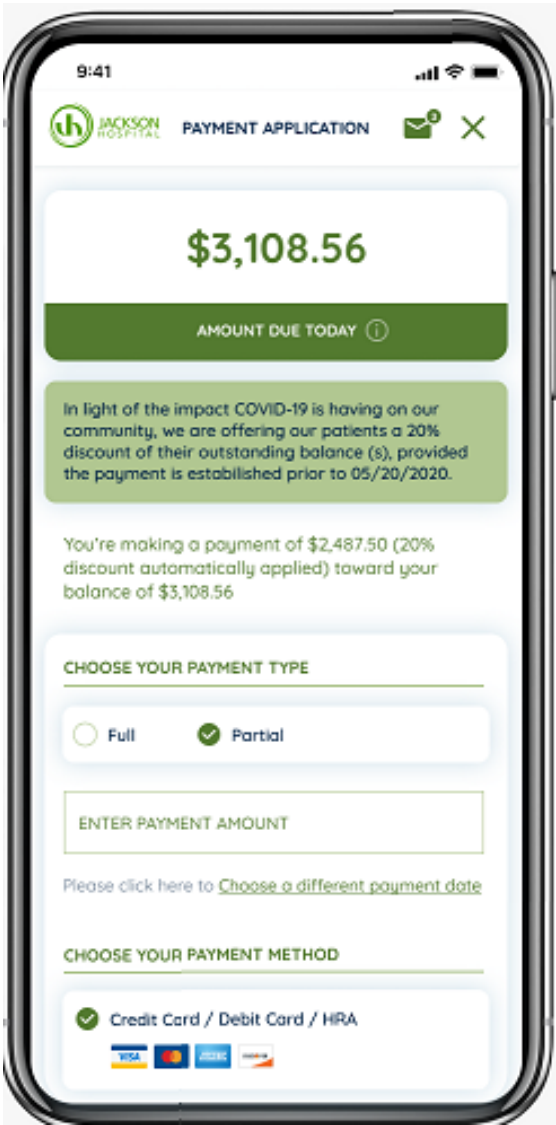 9:41
JACKSON
HOSPITAL
PAYMENT APPLICATION
3
$3,108.56
AMOUNT DUE TODAY i
In light of the impact COVID-19 is having on our
community, we are offering our patients a 20%
discount of their outstanding balance (s), provided
the payment is estabilished prior to 05/20/2020.
You're making a payment of $2,487.50 (20%
discount automatically applied) toward your
balance of $3,108.56
CHOOSE YOUR PAYMENT TYPE
Full
Partial
ENTER PAYMENT AMOUNT
Please click here to Choose a different payment date
CHOOSE YOUR PAYMENT METHOD
Credit Card / Debit Card / HRA
VISA